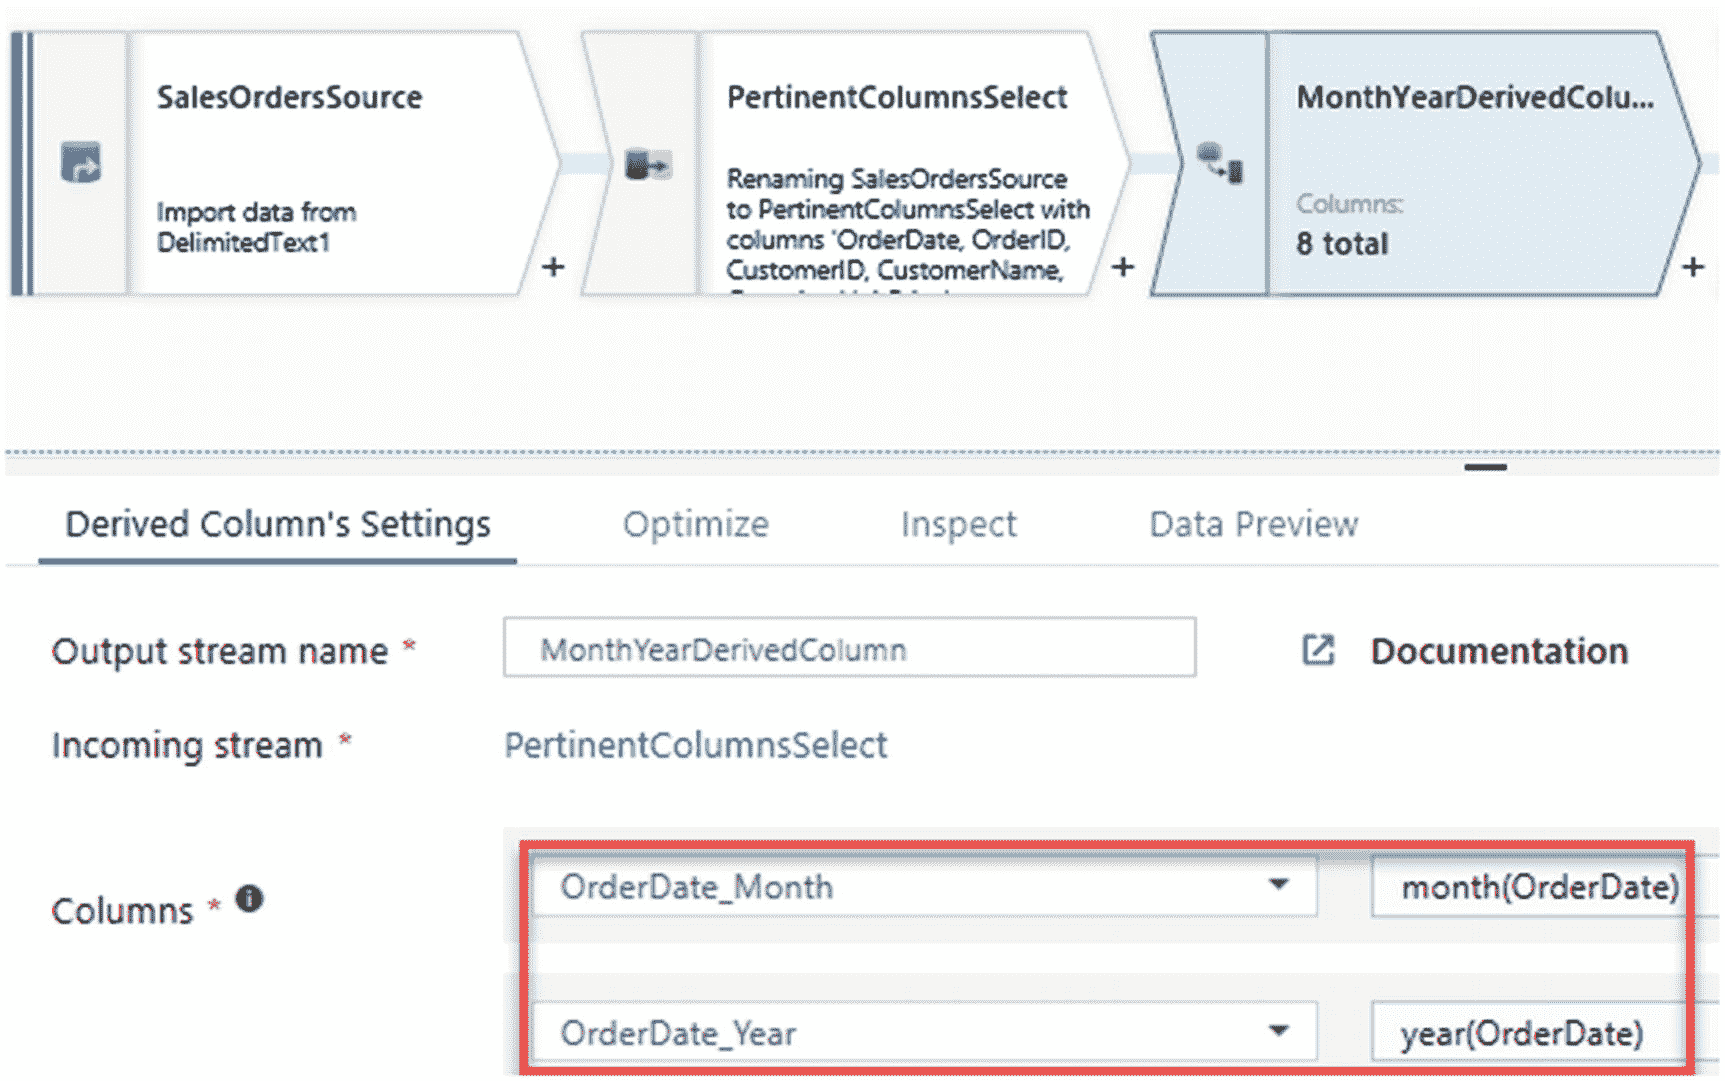 SalesOrdersSource
Import data from
DelimitedText1
+
PertinentColumnsSelect
Renaming SalesOrdersSource
to PertinentColumnsSelect with
columns 'OrderDate, OrderID,
CustomerID, CustomerName,
+
MonthYearDerivedColu...
Columns:
8 total
+
Derived Column's Settings Optimize Inspect Data Preview
Output stream name * MonthYearDerivedColumn Documentation
Incoming stream * PertinentColumnsSelect
Columns * OrderDate_Month month(OrderDate)
OrderDate_Year year(OrderDate)